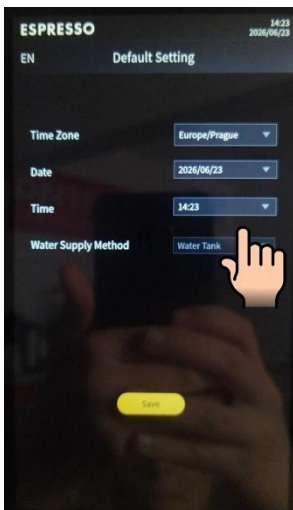 ESPRESSO
14:23
2026/06/23
EN Default Setting
Time Zone Europe/Prague
Date 2026/06/23
Time 14:23
Water Supply Method Water Tank
Save